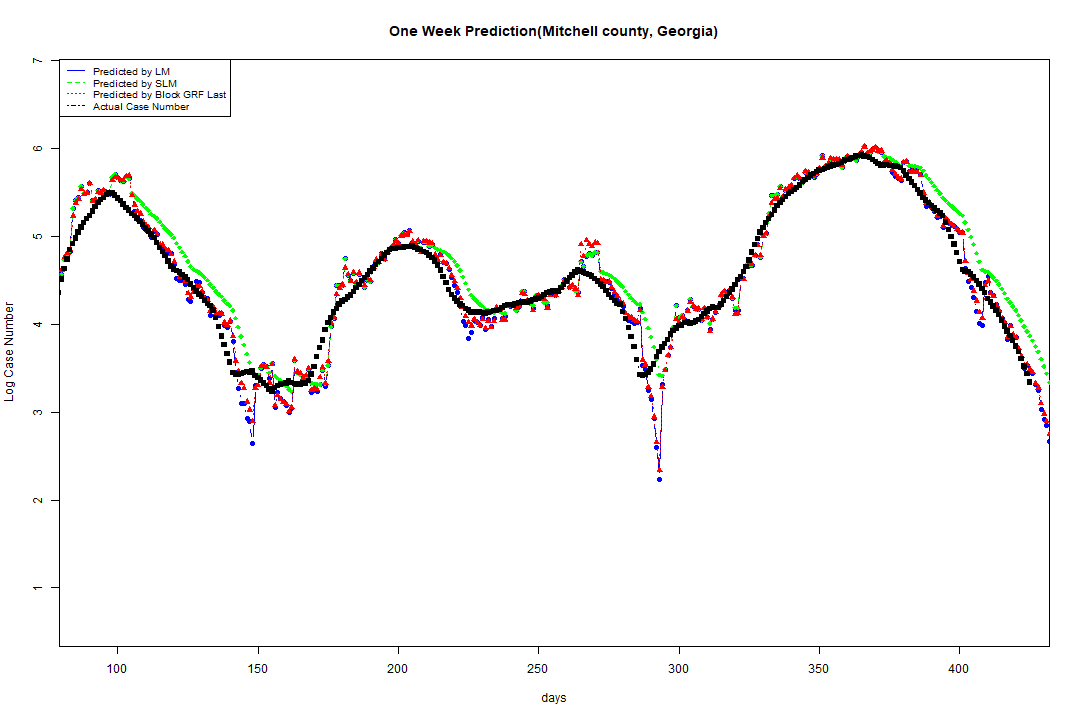 One Week Prediction(Mitchell county, Georgia)
Predicted by LM
Predicted by SLM
Predicted by Block GRF Last
Actual Case Number
Log Case Number
7
6
5
4
3
2
1
100 150 200 250 300 350 400
days